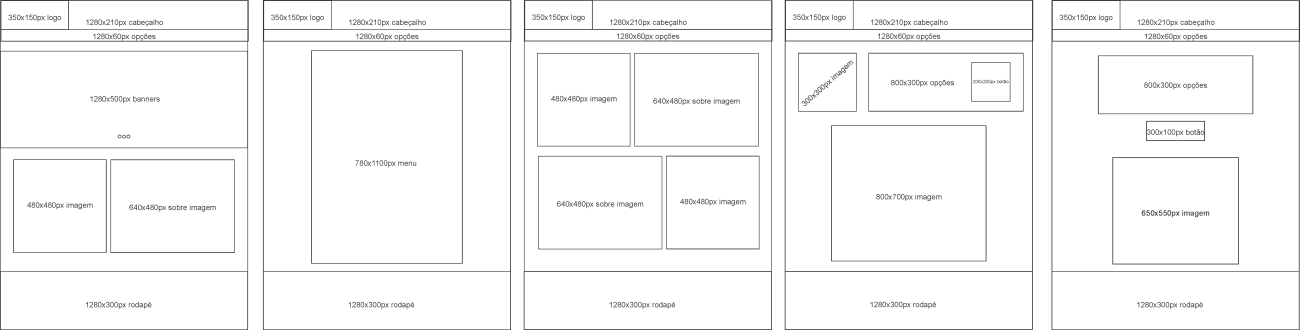 350x150px logo
1280x210px cabeçalho
1280x60px opções
1280x500px banners
480x480px imagem
640x480px sobre imagem
1280x300px rodapé
350x150px logo
1280x210px cabeçalho
1280x60px opções
780x1100px menu
1280x300px rodapé
350x150px logo
1280x210px cabeçalho
1280x60px opções
480x480px imagem
640x480px sobre imagem
640x480px sobre imagem
480x480px imagem
1280x300px rodapé
350x150px logo
1280x210px cabeçalho
1280x60px opções
300x300px imagem
800x300px opções
200x200px botão
800x700px imagem
1280x300px rodapé
350x150px logo
1280x210px cabeçalho
1280x60px opções
800x300px opções
300x100px botão
650x550px imagem
1280x300px rodapé